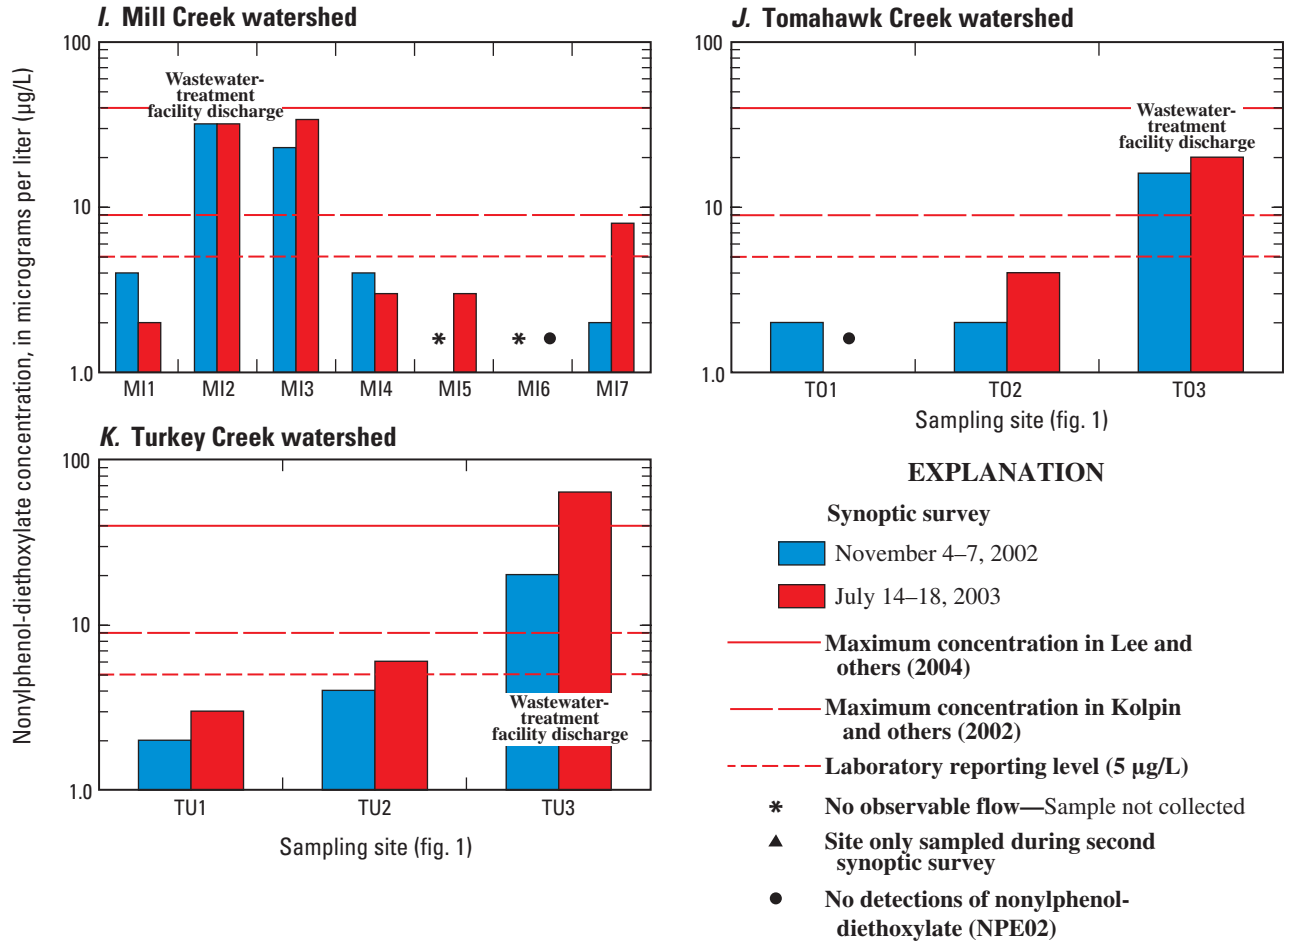 I. Mill Creek watershed
100
10
1.0
Wastewater-
treatment
facility discharge
MI1 MI2 MI3 MI4 MI5 MI6 MI7
*
*
J. Tomahawk Creek watershed
100
10
1.0
Wastewater-
treatment
facility discharge
TO1 TO2 TO3
Sampling site (fig. 1)
Nonylphenol-diethoxylate concentration, in micrograms per liter (µg/L)
K. Turkey Creek watershed
100
10
1.0
Wastewater-
treatment
facility discharge
TU1 TU2 TU3
Sampling site (fig. 1)
EXPLANATION
Synoptic survey
November 4–7, 2002
July 14–18, 2003
Maximum concentration in Lee and
others (2004)
Maximum concentration in Kolpin
and others (2002)
Laboratory reporting level (5 µg/L)
* No observable flow—Sample not collected
▲ Site only sampled during second
synoptic survey
● No detections of nonylphenol-
diethoxylate (NPE02)